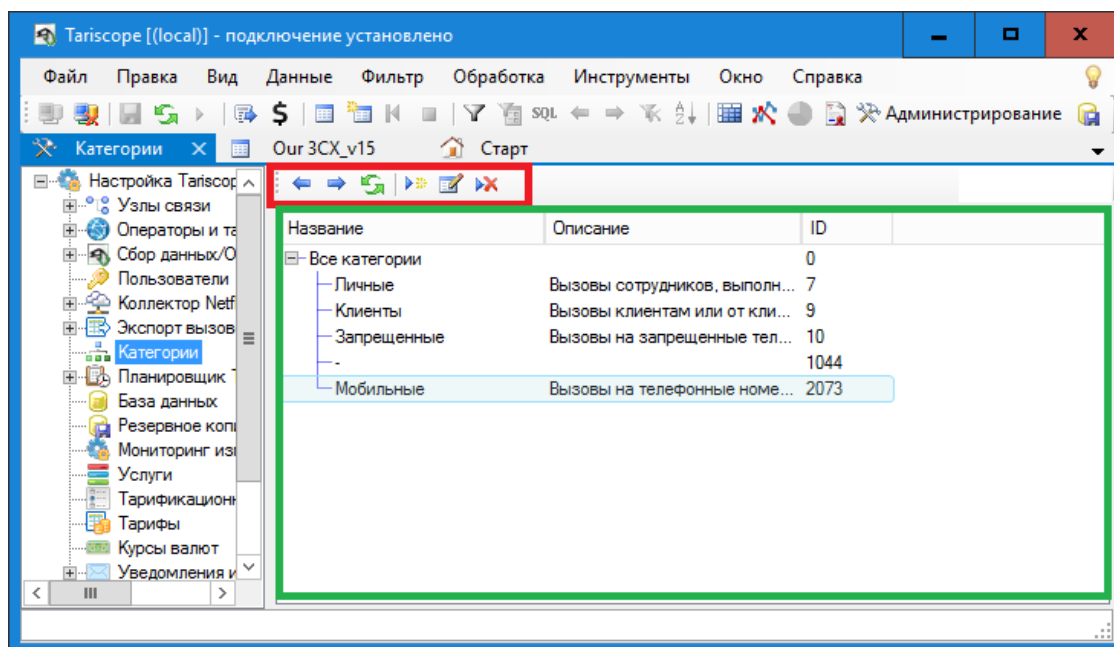 Tariscope [(local)] - подключение установлено
Файл Правка Вид Данные Фильтр Обработка Инструменты Окно Справка
$ SQL Администрирование
Категории Our 3CX_v15 Старт
Настройка Tariscop
Узлы связи
Операторы и та
Сбор данных/О
Пользователи
Коллектор Netfl
Экспорт вызов
Категории
Планировщик Т
База данных
Резервное копи
Мониторинг изм
Услуги
Тарификационн
Тарифы
Курсы валют
Уведомления и
Название Описание ID
Все категории 0
Личные Вызовы сотрудников, выполн... 7
Клиенты Вызовы клиентам или от кли... 9
Запрещенные Вызовы на запрещенные тел... 10
- 1044
Мобильные Вызовы на телефонные номе... 2073